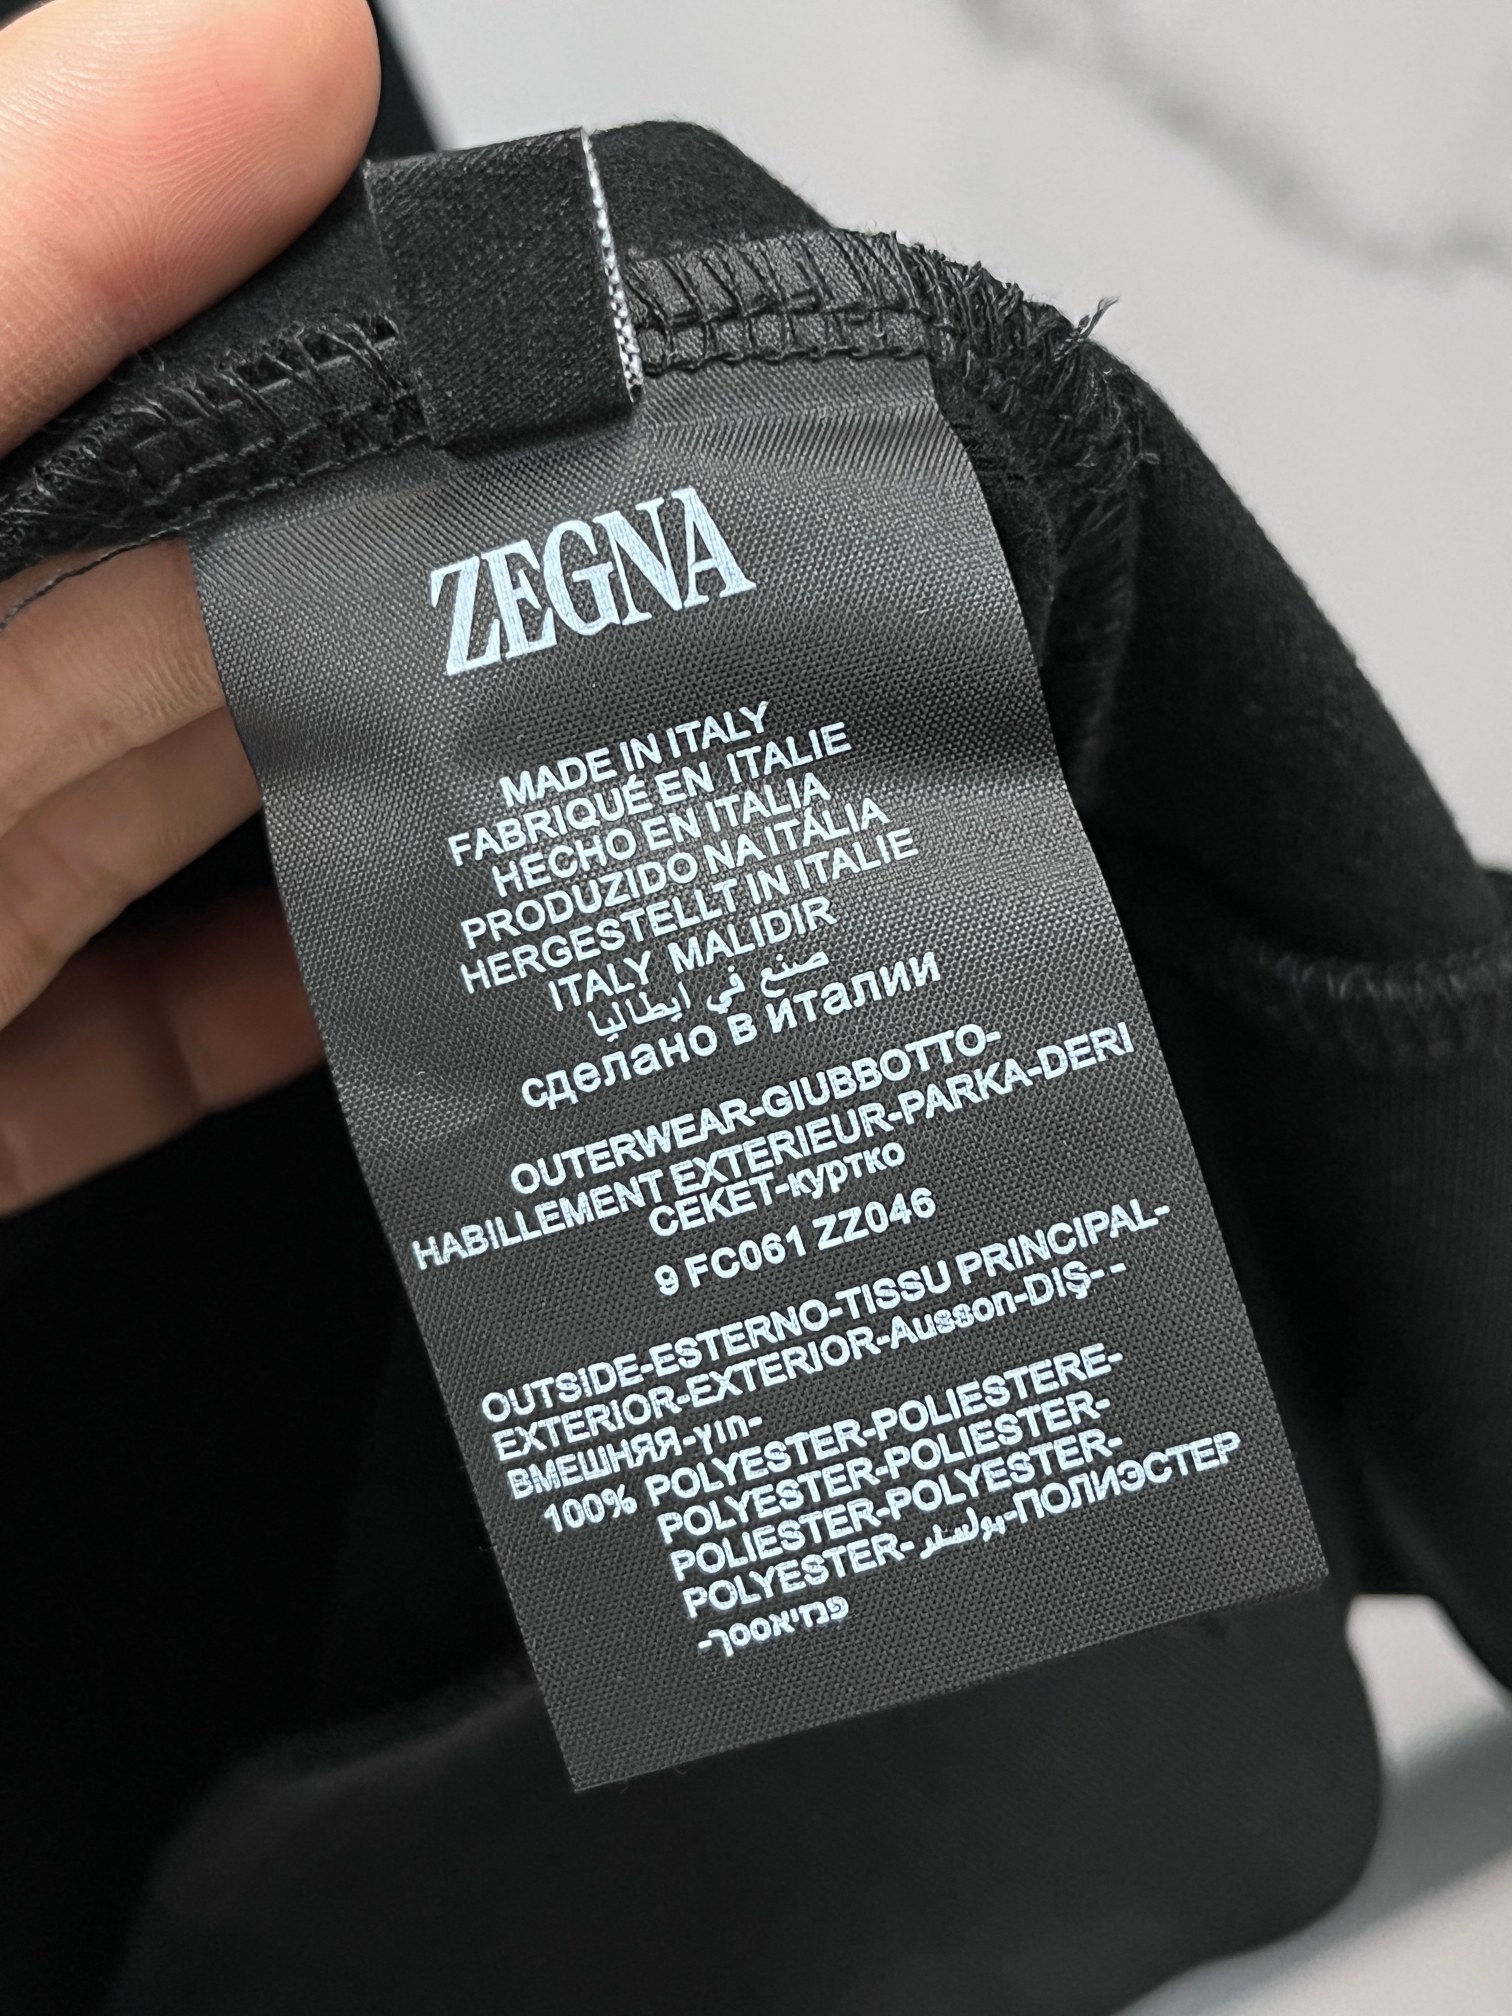 ZEGNA
MADE IN ITALY
FABRIQUÉ EN ITALIE
HECHO EN ITALIA
PRODUZIDO NA ITÁLIA
HERGESTELLT IN ITALIE
ITALY MALIDIR
صنع في ايطاليا
сделано в италии
OUTERWEAR-GIUBBOTTO-
HABILLEMENT EXTERIEUR-PARKA-DERI
CEKET-куртко
9 FC061 ZZ046
OUTSIDE-ESTERNO-TISSU PRINCIPAL-
EXTERIOR-EXTERIOR-Ausson-DIŞ--
ВМЕШНЯЯ-γın-
100% POLYESTER-POLIESTERE-
POLYESTER-POLIESTER-
POLIESTER-POLYESTER-
POLYESTER-بولستر-ПОЛИЭСТЕР